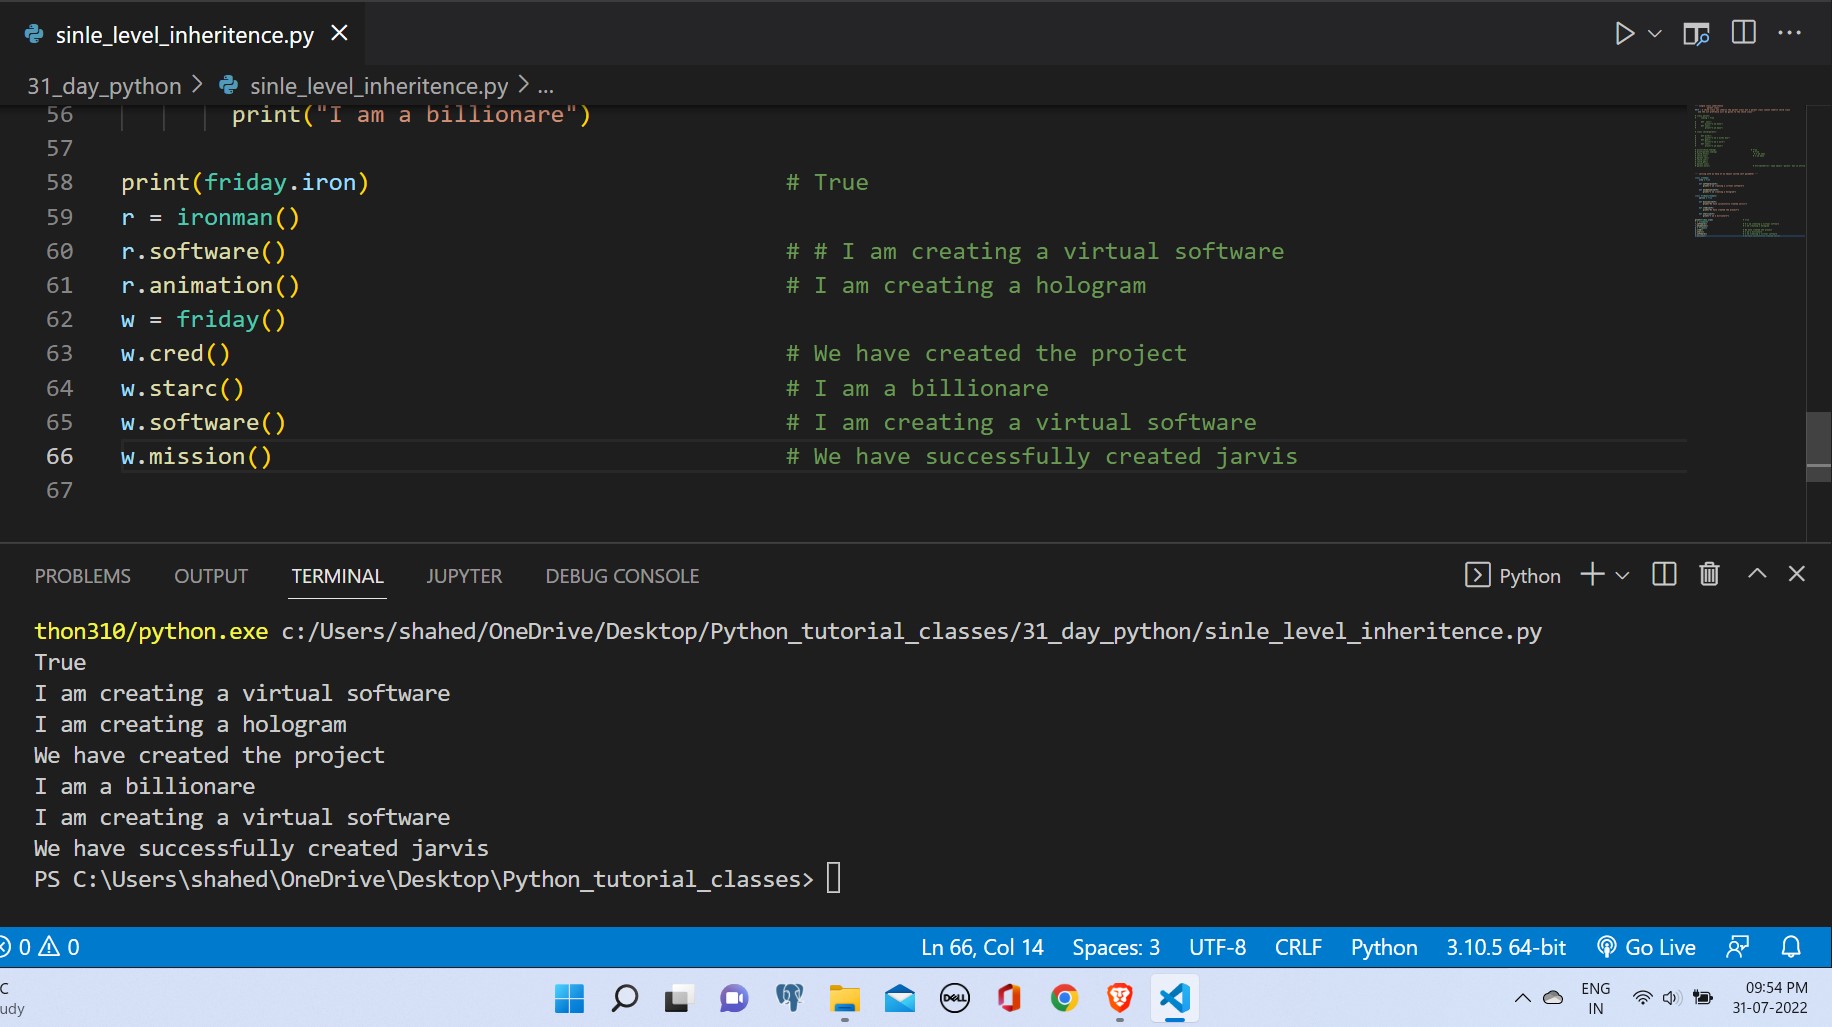 sinle_level_inheritence.py
31_day_python > sinle_level_inheritence.py > ...
56 print("I am a billionare")
57
58 print(friday.iron) # True
59 r = ironman()
60 r.software() # # I am creating a virtual software
61 r.animation() # I am creating a hologram
62 w = friday()
63 w.cred() # We have created the project
64 w.starc() # I am a billionare
65 w.software() # I am creating a virtual software
66 w.mission() # We have successfully created jarvis
67
PROBLEMS OUTPUT TERMINAL JUPYTER DEBUG CONSOLE Python
thon310/python.exe c:/Users/shahed/OneDrive/Desktop/Python_tutorial_classes/31_day_python/sinle_level_inheritence.py
True
I am creating a virtual software
I am creating a hologram
We have created the project
I am a billionare
I am creating a virtual software
We have successfully created jarvis
PS C:\Users\shahed\OneDrive\Desktop\Python_tutorial_classes>
0 0 Ln 66, Col 14 Spaces: 3 UTF-8 CRLF Python 3.10.5 64-bit Go Live
C
udy
DELL
ENG
IN
09:54 PM
31-07-2022